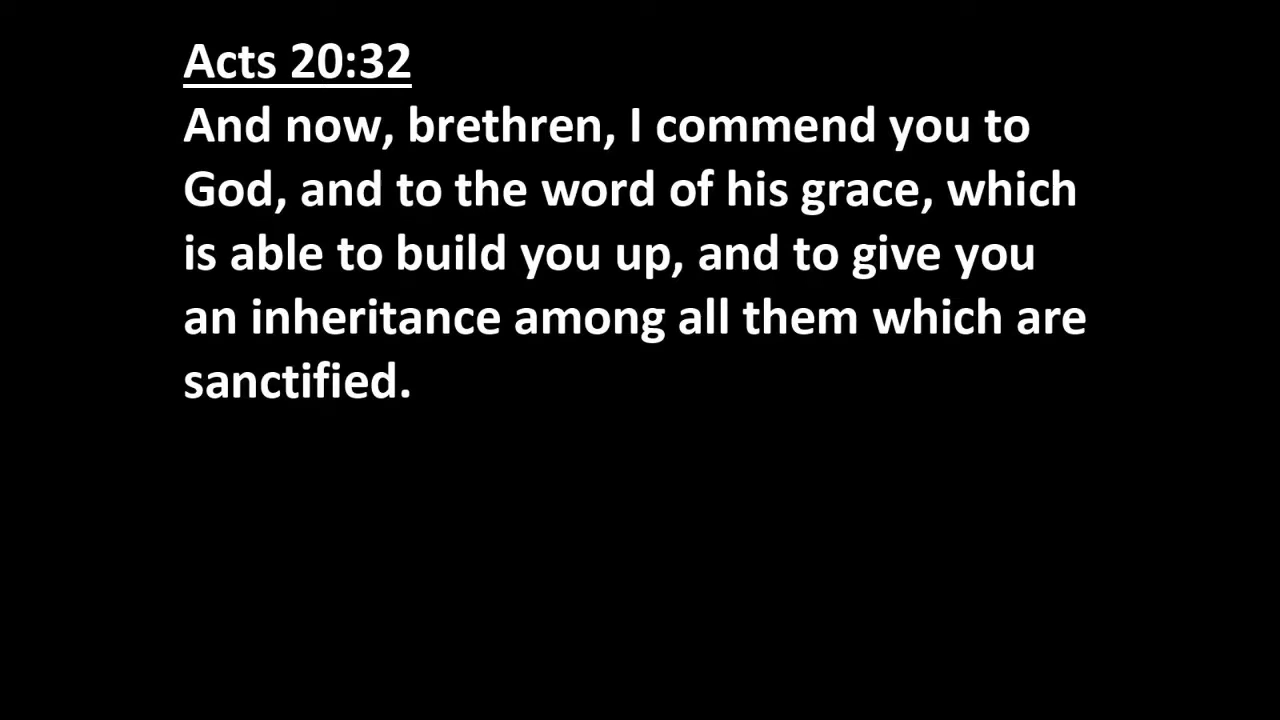 Acts 20:32
And now, brethren, I commend you to
God, and to the word of his grace, which
is able to build you up, and to give you
an inheritance among all them which are
sanctified.